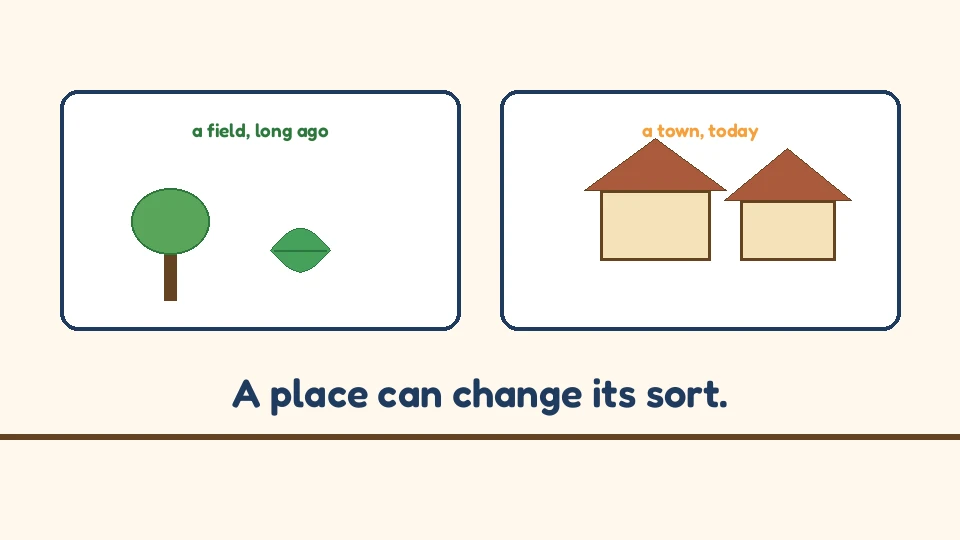 a field, long ago
a town, today
A place can change its sort.